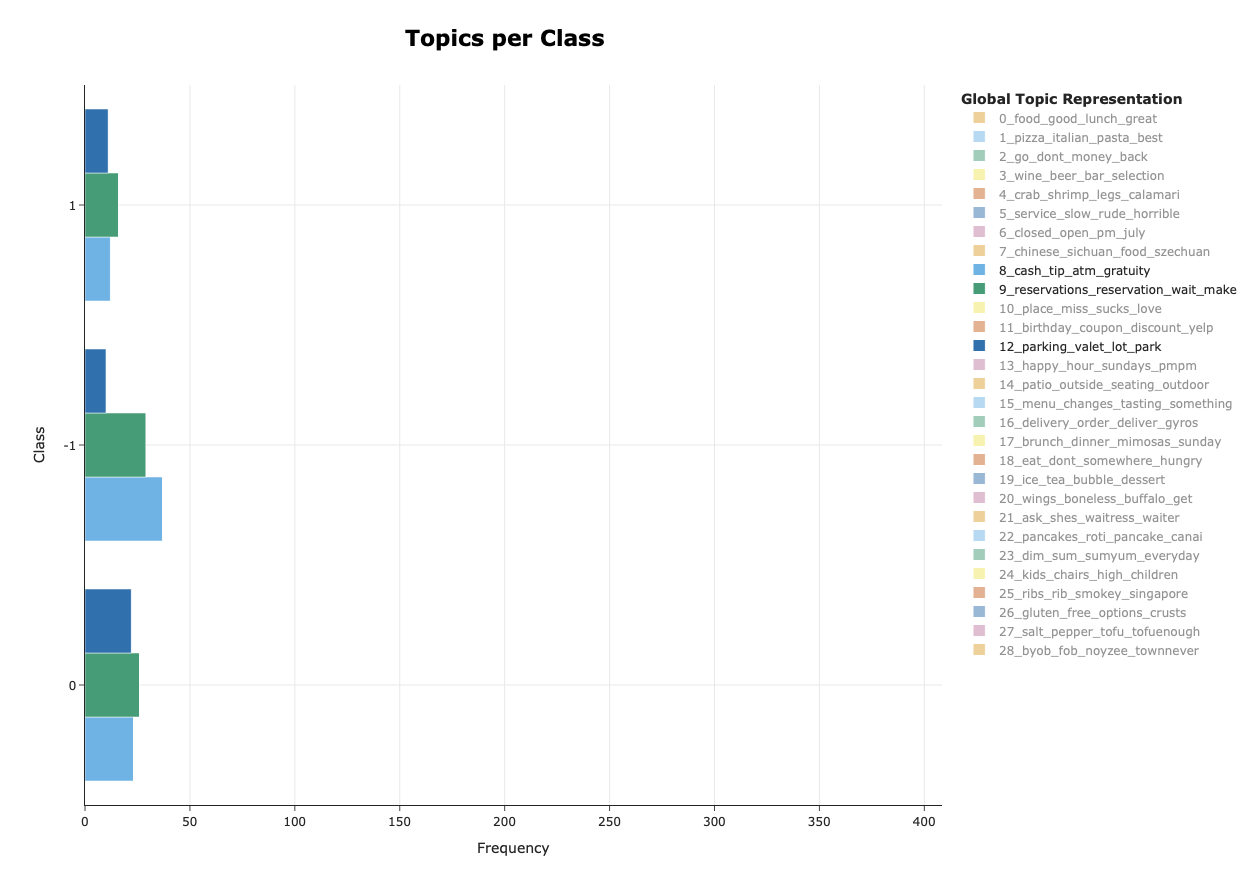 Topics per Class
1
-1
0
Class
0 50 100 150 200 250 300 350 400
Frequency
Global Topic Representation
0_food_good_lunch_great
1_pizza_italian_pasta_best
2_go_dont_money_back
3_wine_beer_bar_selection
4_crab_shrimp_legs_calamari
5_service_slow_rude_horrible
6_closed_open_pm_july
7_chinese_sichuan_food_szechuan
8_cash_tip_atm_gratuity
9_reservations_reservation_wait_make
10_place_miss_sucks_love
11_birthday_coupon_discount_yelp
12_parking_valet_lot_park
13_happy_hour_sundays_pmpm
14_patio_outside_seating_outdoor
15_menu_changes_tasting_something
16_delivery_order_deliver_gyros
17_brunch_dinner_mimosas_sunday
18_eat_dont_somewhere_hungry
19_ice_tea_bubble_dessert
20_wings_boneless_buffalo_get
21_ask_shes_waitress_waiter
22_pancakes_roti_pancake_canai
23_dim_sum_sumyum_everyday
24_kids_chairs_high_children
25_ribs_rib_smokey_singapore
26_gluten_free_options_crusts
27_salt_pepper_tofu_tofuenough
28_byob_fob_noyzee_townnever